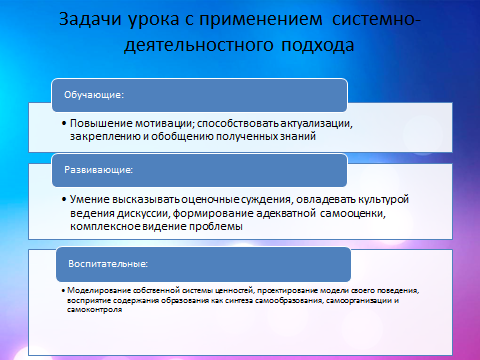 Задачи урока с применением системно-
деятельностного подхода
Обучающие:
• Повышение мотивации; способствовать актуализации,
закреплению и обобщению полученных знаний
Развивающие:
• Умение высказывать оценочные суждения, овладевать культурой
ведения дискуссии, формирование адекватной самооценки,
комплексное видение проблемы
Воспитательные:
• Моделирование собственной системы ценностей, проектирование модели своего поведения,
восприятие содержания образования как синтеза самообразования, самоорганизации и
самоконтроля